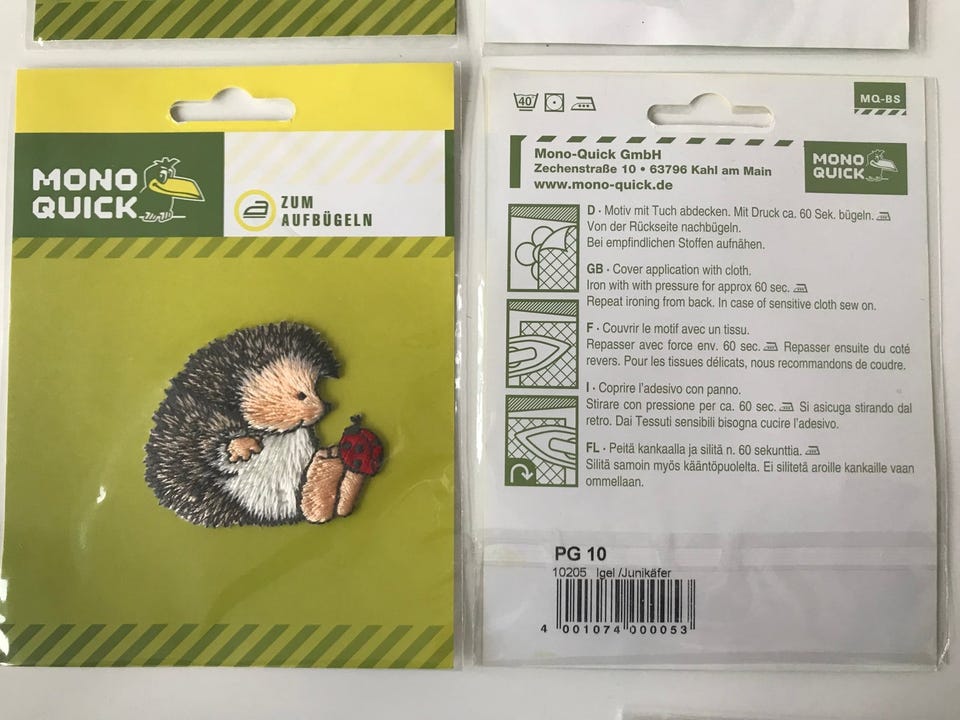 MONO
QUICK
ZUM
AUFBÜGELN
40
MQ-BS
Mono-Quick GmbH
Zechenstraße 10 • 63796 Kahl am Main
www.mono-quick.de
MONO
QUICK
D · Motiv mit Tuch abdecken. Mit Druck ca. 60 Sek. bügeln.
Von der Rückseite nachbügeln.
Bei empfindlichen Stoffen aufnähen.
GB · Cover application with cloth.
Iron with with pressure for approx 60 sec.
Repeat ironing from back. In case of sensitive cloth sew on.
F · Couvrir le motif avec un tissu.
Repasser avec force env. 60 sec. Repasser ensuite du coté
revers. Pour les tissues délicats, nous recommandons de coudre.
I · Coprire l'adesivo con panno.
Stirare con pressione per ca. 60 sec. Si asicuga stirando dal
retro. Dai Tessuti sensibili bisogna cucire l'adesivo.
FL · Peitä kankaalla ja silitä n. 60 sekunttia.
Silitä samoin myös kääntöpuolelta. Ei siliteta aroille kankaille vaan
ommellaan.
PG 10
10205 Igel /Junikäfer
4 001074 000053